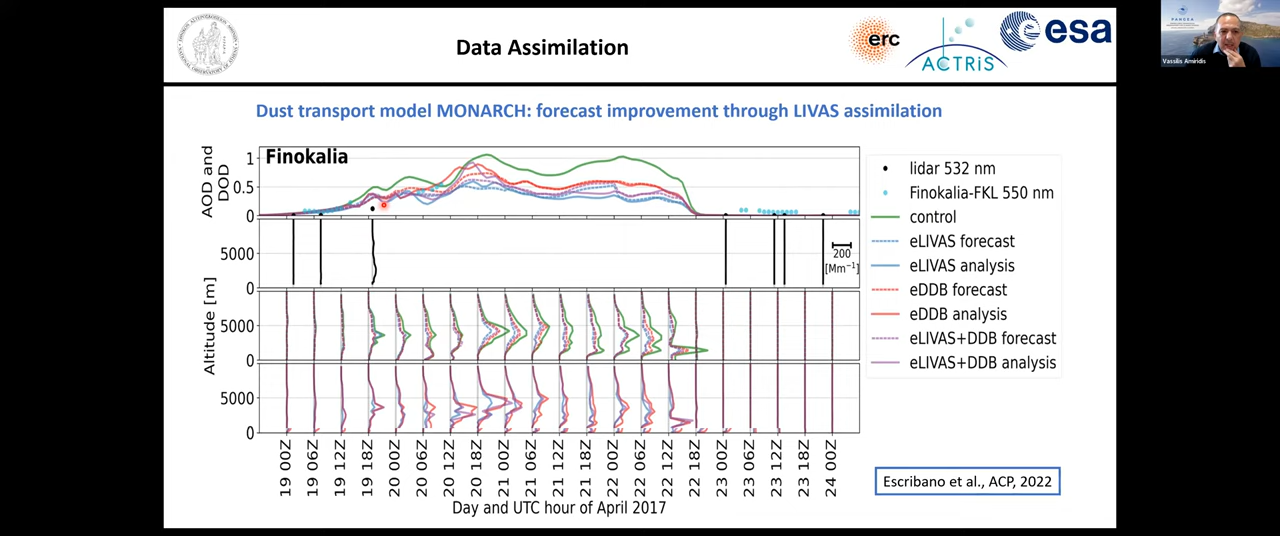 Data Assimilation
erc
ACTRiS
esa
PANGEA
Vassilis Amiridis
Dust transport model MONARCH: forecast improvement through LIVAS assimilation
Finokalia
AOD and
DOD
1
0.5
0
5000
0
200
[Mm⁻¹]
Altitude [m]
5000
0
5000
0
19 00Z
19 06Z
19 12Z
19 18Z
20 00Z
20 06Z
20 12Z
20 18Z
21 00Z
21 06Z
21 12Z
21 18Z
22 00Z
22 06Z
22 12Z
22 18Z
23 00Z
23 06Z
23 12Z
23 18Z
24 00Z
Day and UTC hour of April 2017
lidar 532 nm
Finokalia-FKL 550 nm
control
eLIVAS forecast
eLIVAS analysis
eDDB forecast
eDDB analysis
eLIVAS+DDB forecast
eLIVAS+DDB analysis
Escribano et al., ACP, 2022